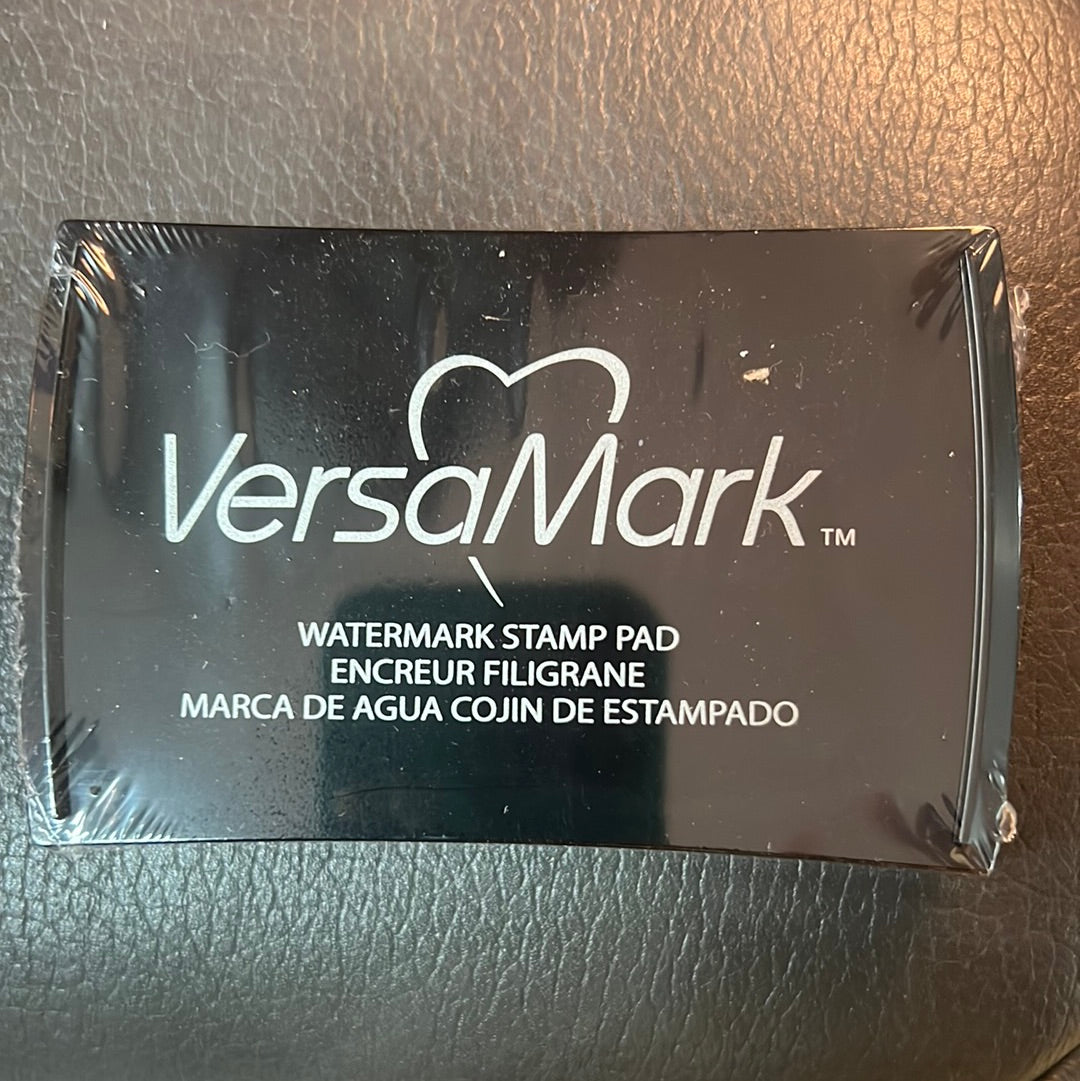 VersaMark™
WATERMARK STAMP PAD
ENCREUR FILIGRANE
MARCA DE AGUA COJIN DE ESTAMPADO